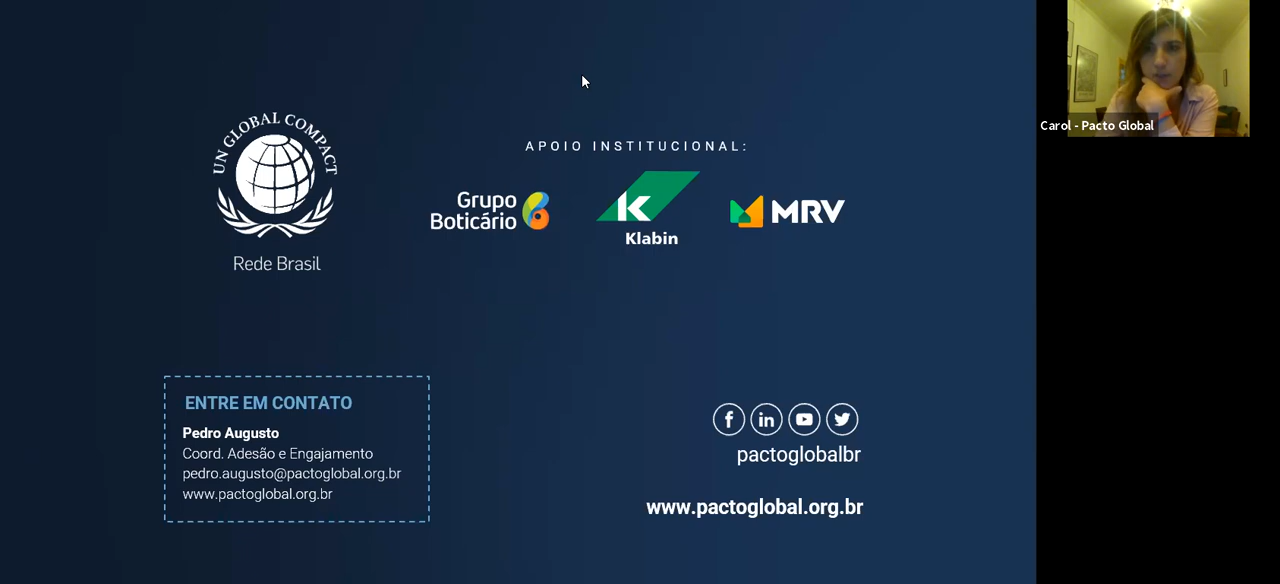 UN GLOBAL COMPACT
Rede Brasil
APOIO INSTITUCIONAL:
Grupo
Boticário
Klabin
MRV
ENTRE EM CONTATO
Pedro Augusto
Coord. Adesão e Engajamento
pedro.augusto@pactoglobal.org.br
www.pactoglobal.org.br
pactoglobalbr
www.pactoglobal.org.br
Carol - Pacto Global